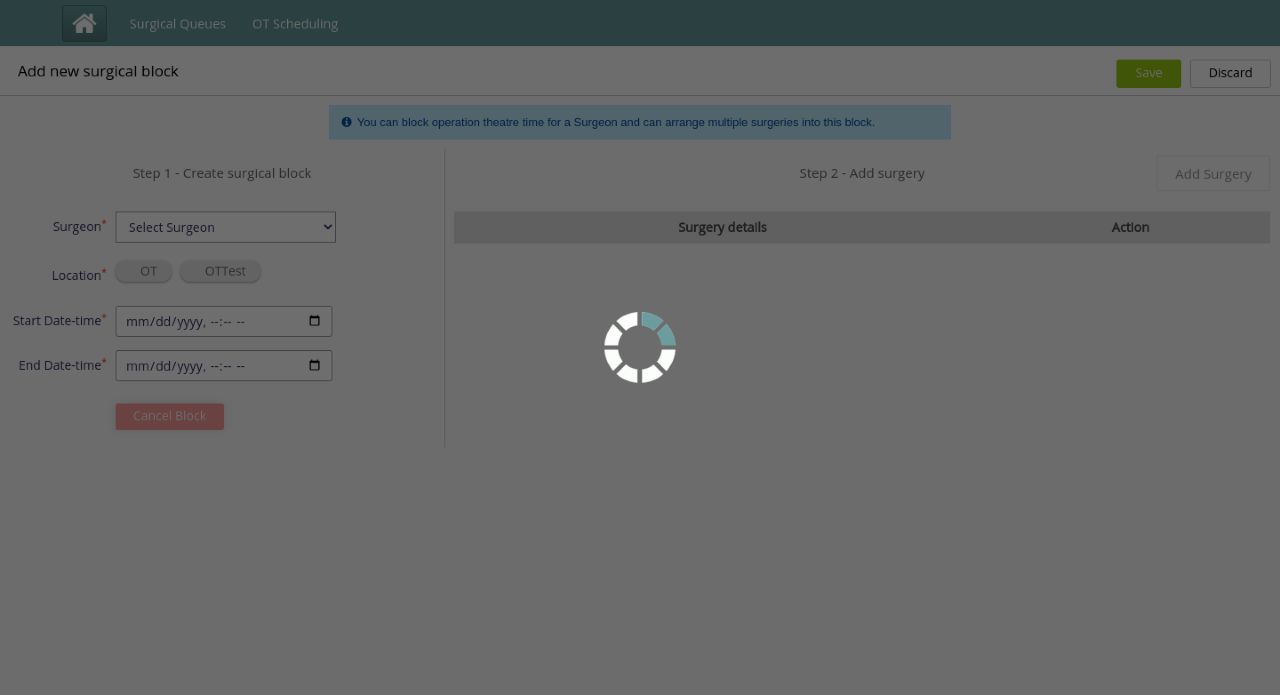 Surgical Queues OT Scheduling
Add new surgical block Save Discard
You can block operation theatre time for a Surgeon and can arrange multiple surgeries into this block.
Step 1 - Create surgical block
Surgeon* Select Surgeon
Location* OT OTTest
Start Date-time* mm/dd/yyyy, --:-- --
End Date-time* mm/dd/yyyy, --:-- --
Cancel Block
Step 2 - Add surgery Add Surgery
Surgery details Action